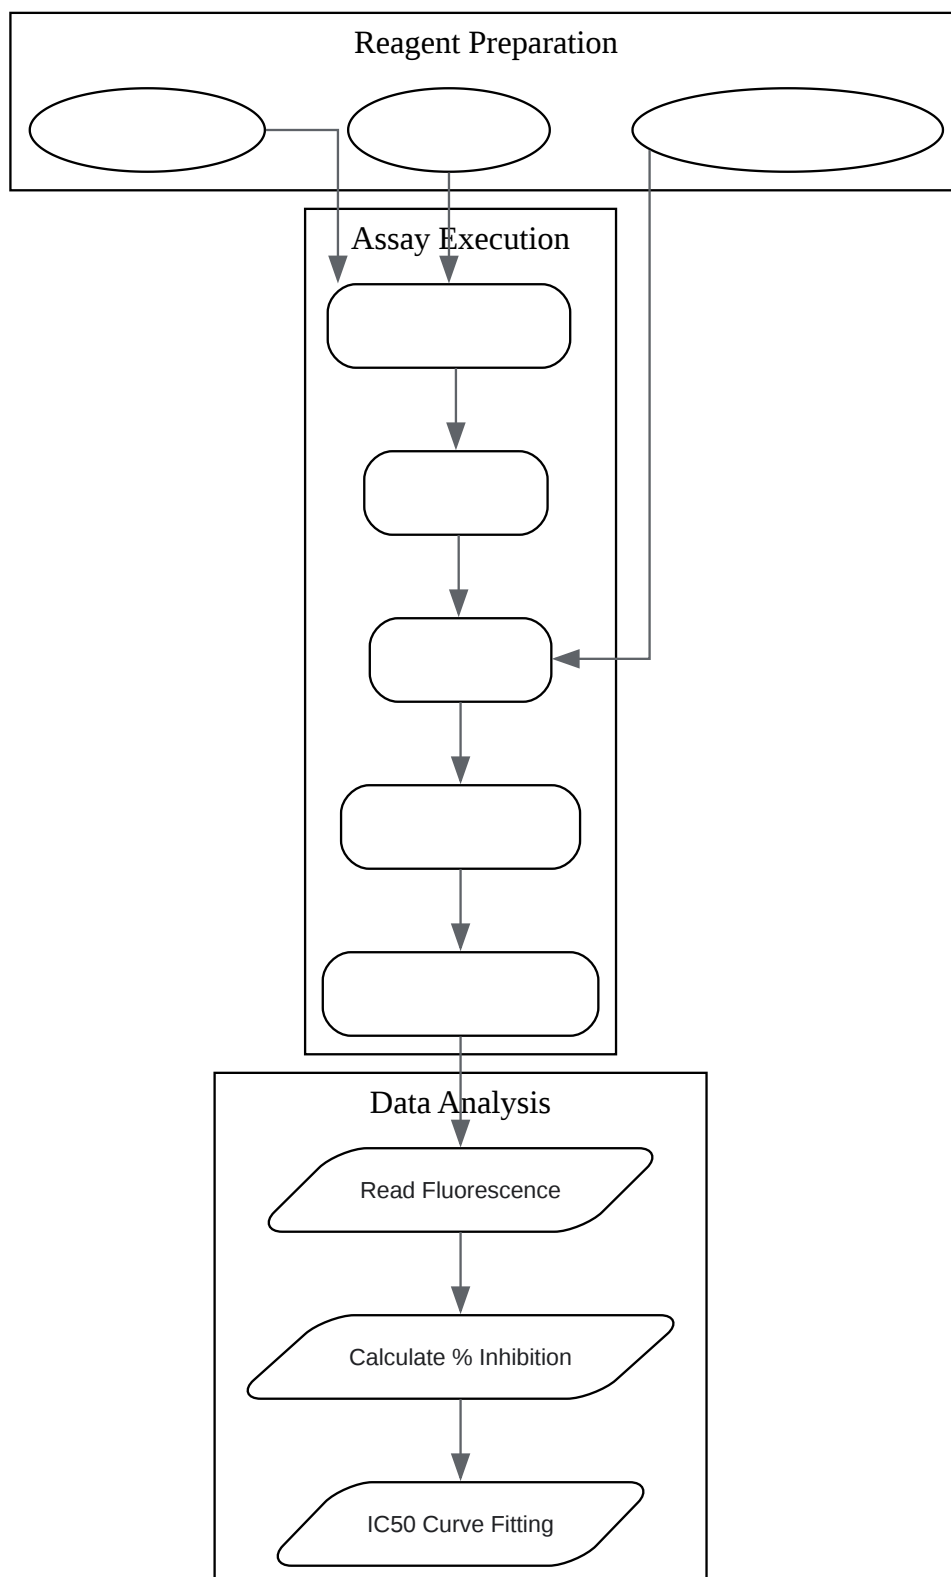 Reagent Preparation
Assay Execution
Data Analysis
Read Fluorescence
Calculate % Inhibition
IC50 Curve Fitting